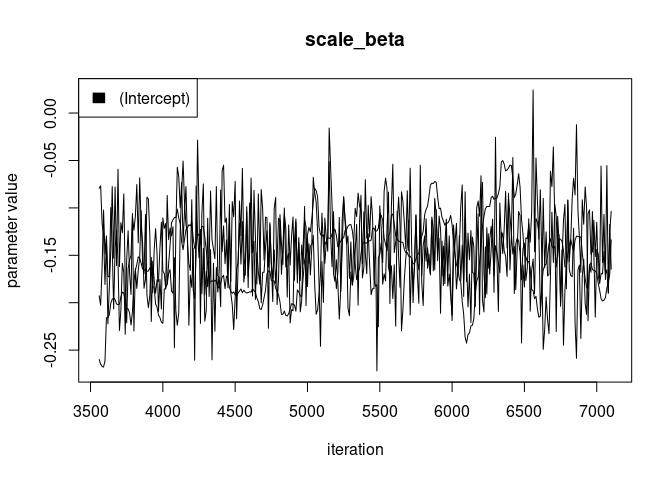 scale_beta
(Intercept)
0.00
-0.05
-0.15
-0.25
parameter value
3500 4000 4500 5000 5500 6000 6500 7000
iteration